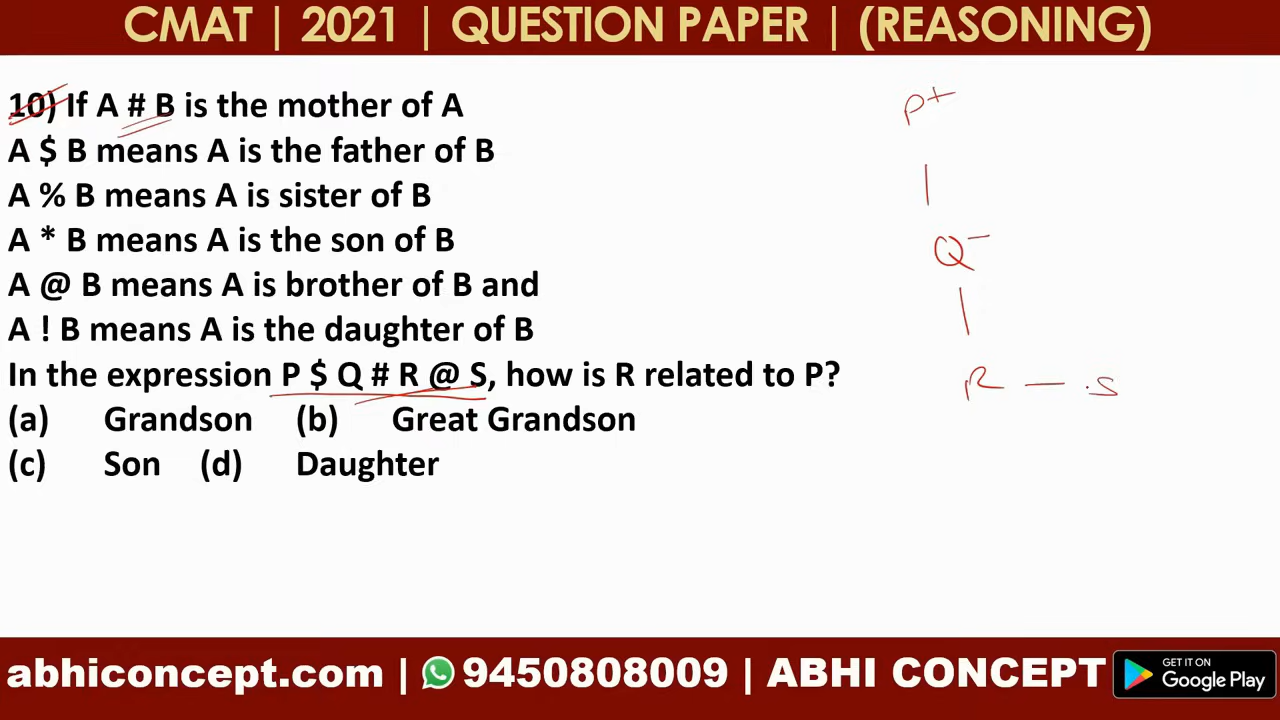 CMAT | 2021 | QUESTION PAPER | (REASONING)
10) If A # B is the mother of A
A $ B means A is the father of B
A % B means A is sister of B
A * B means A is the son of B
A @ B means A is brother of B and
A ! B means A is the daughter of B
In the expression P $ Q # R @ S, how is R related to P?
(a) Grandson (b) Great Grandson
(c) Son (d) Daughter
P+
Q-
R — S
abhiconcept.com | 9450808009 | ABHI CONCEPT
GET IT ON
Google Play